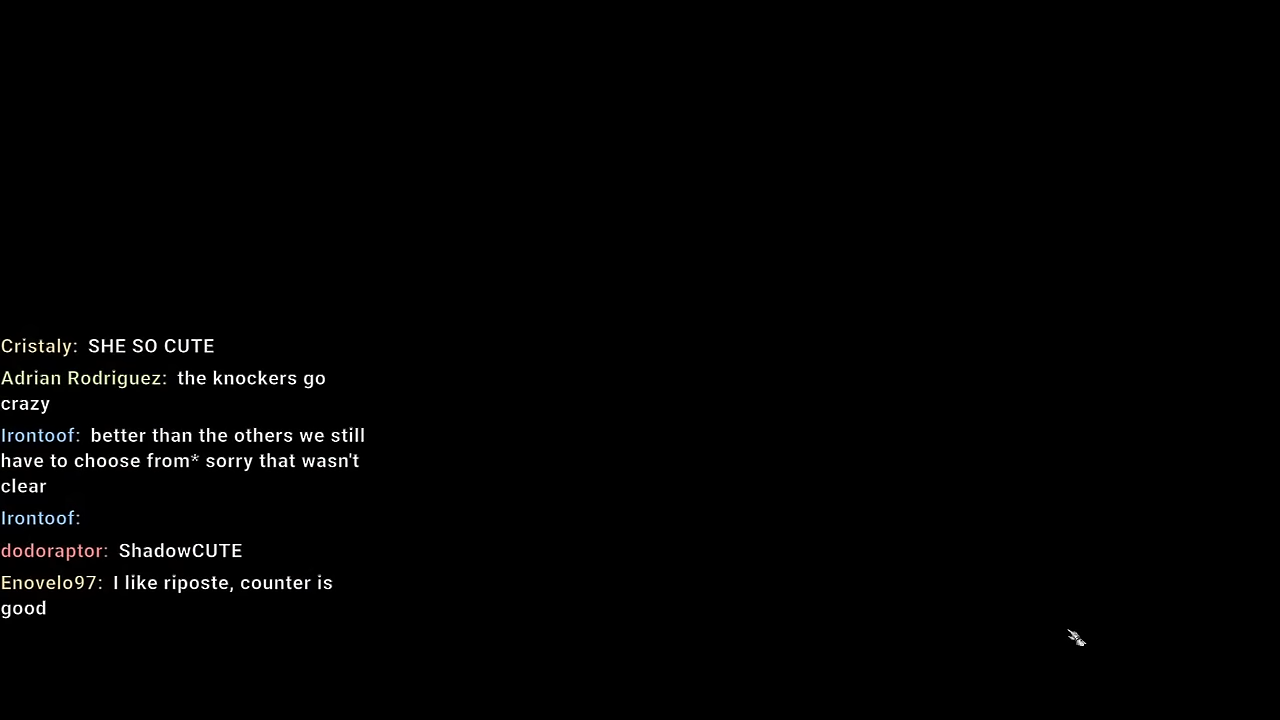 Cristaly: SHE SO CUTE
Adrian Rodriguez: the knockers go
crazy
Irontoof: better than the others we still
have to choose from* sorry that wasn't
clear
Irontoof:
dodoraptor: ShadowCUTE
Enovelo97: I like riposte, counter is
good